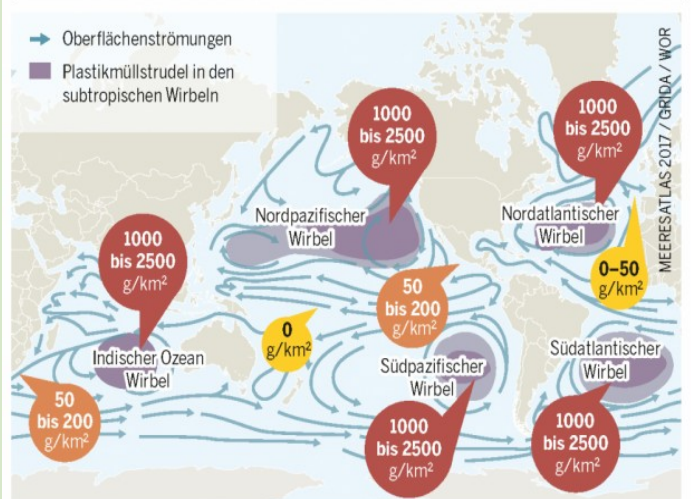 Oberflächenströmungen
Plastikmüllstrudel in den
subtropischen Wirbeln
1000
bis 2500
g/km²
1000
bis 2500
g/km²
MEERESATLAS 2017 / GRIDA / WOR
Nordpazifischer
Wirbel
Nordatlantischer
Wirbel
1000
bis 2500
g/km²
0–50
g/km²
50
bis 200
g/km²
0
g/km²
Indischer Ozean
Wirbel
Südpazifischer
Wirbel
Südatlantischer
Wirbel
50
bis 200
g/km²
1000
bis 2500
g/km²
1000
bis 2500
g/km²